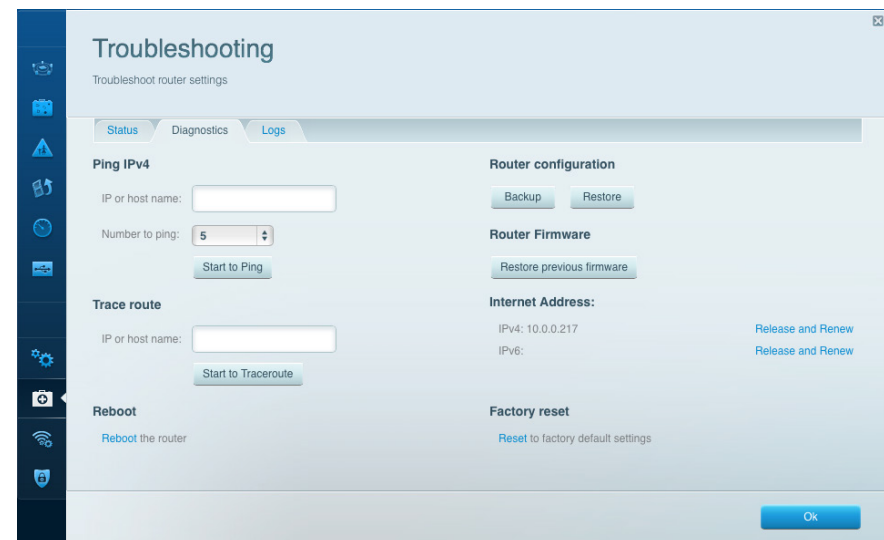 Troubleshooting
Troubleshoot router settings
Status Diagnostics Logs
Ping IPv4
IP or host name:
Number to ping: 5
Start to Ping
Trace route
IP or host name:
Start to Traceroute
Reboot
Reboot the router
Router configuration
Backup Restore
Router Firmware
Restore previous firmware
Internet Address:
IPv4: 10.0.0.217 Release and Renew
IPv6: Release and Renew
Factory reset
Reset to factory default settings
Ok